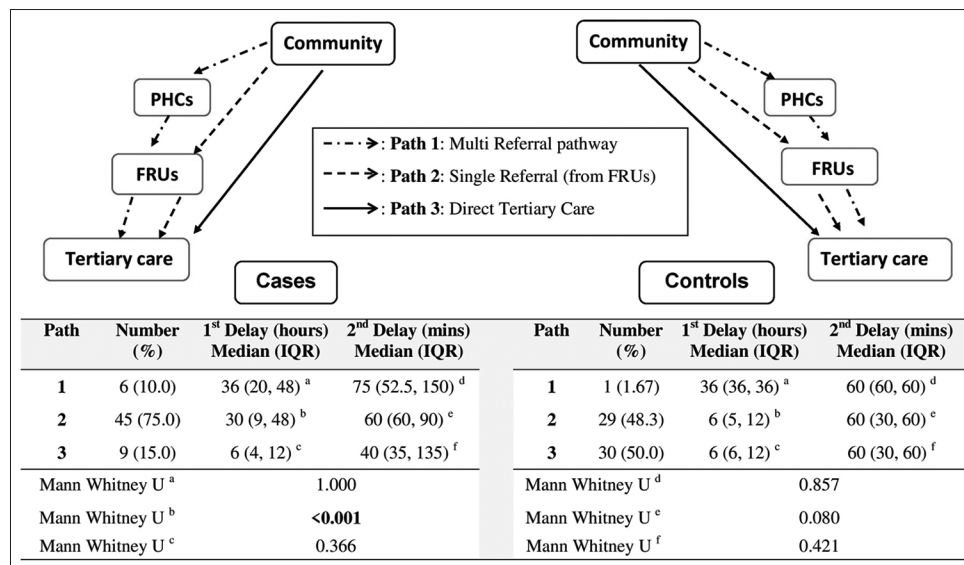 Community
PHCs
FRUs
Tertiary care
Community
PHCs
FRUs
Tertiary care
: Path 1: Multi Referral pathway
: Path 2: Single Referral (from FRUs)
: Path 3: Direct Tertiary Care
Cases
Controls
Path Number (%) 1st Delay (hours) Median (IQR) 2nd Delay (mins) Median (IQR)
1 6 (10.0) 36 (20, 48) a 75 (52.5, 150) d
2 45 (75.0) 30 (9, 48) b 60 (60, 90) e
3 9 (15.0) 6 (4, 12) c 40 (35, 135) f
Mann Whitney U a 1.000
Mann Whitney U b <0.001
Mann Whitney U c 0.366
Path Number (%) 1st Delay (hours) Median (IQR) 2nd Delay (mins) Median (IQR)
1 1 (1.67) 36 (36, 36) a 60 (60, 60) d
2 29 (48.3) 6 (5, 12) b 60 (30, 60) e
3 30 (50.0) 6 (6, 12) c 60 (30, 60) f
Mann Whitney U d 0.857
Mann Whitney U e 0.080
Mann Whitney U f 0.421